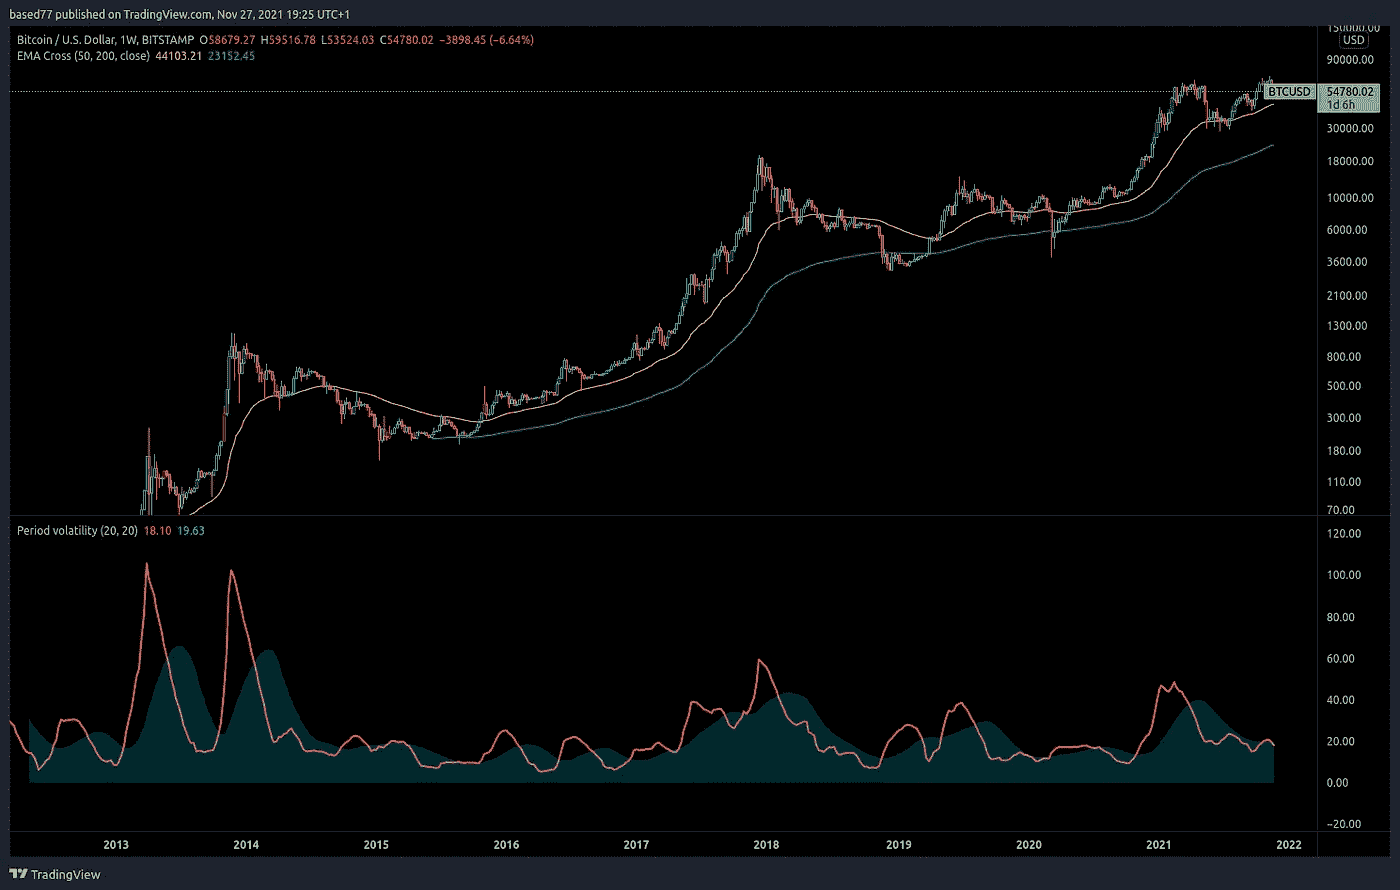 based77 published on TradingView.com, Nov 27, 2021 19:25 UTC+1
Bitcoin / U.S. Dollar, 1W, BITSTAMP O58679.27 H59516.78 L53524.03 C54780.02 −3898.45 (−6.64%)
EMA Cross (50, 200, close) 44103.21 23152.45
150000.00
USD
90000.00
BTCUSD 54780.02
1d 6h
30000.00
18000.00
10000.00
6000.00
3600.00
2100.00
1300.00
800.00
500.00
300.00
180.00
110.00
70.00
Period volatility (20, 20) 18.10 19.63
120.00
100.00
80.00
60.00
40.00
20.00
0.00
−20.00
2013 2014 2015 2016 2017 2018 2019 2020 2021 2022
TradingView